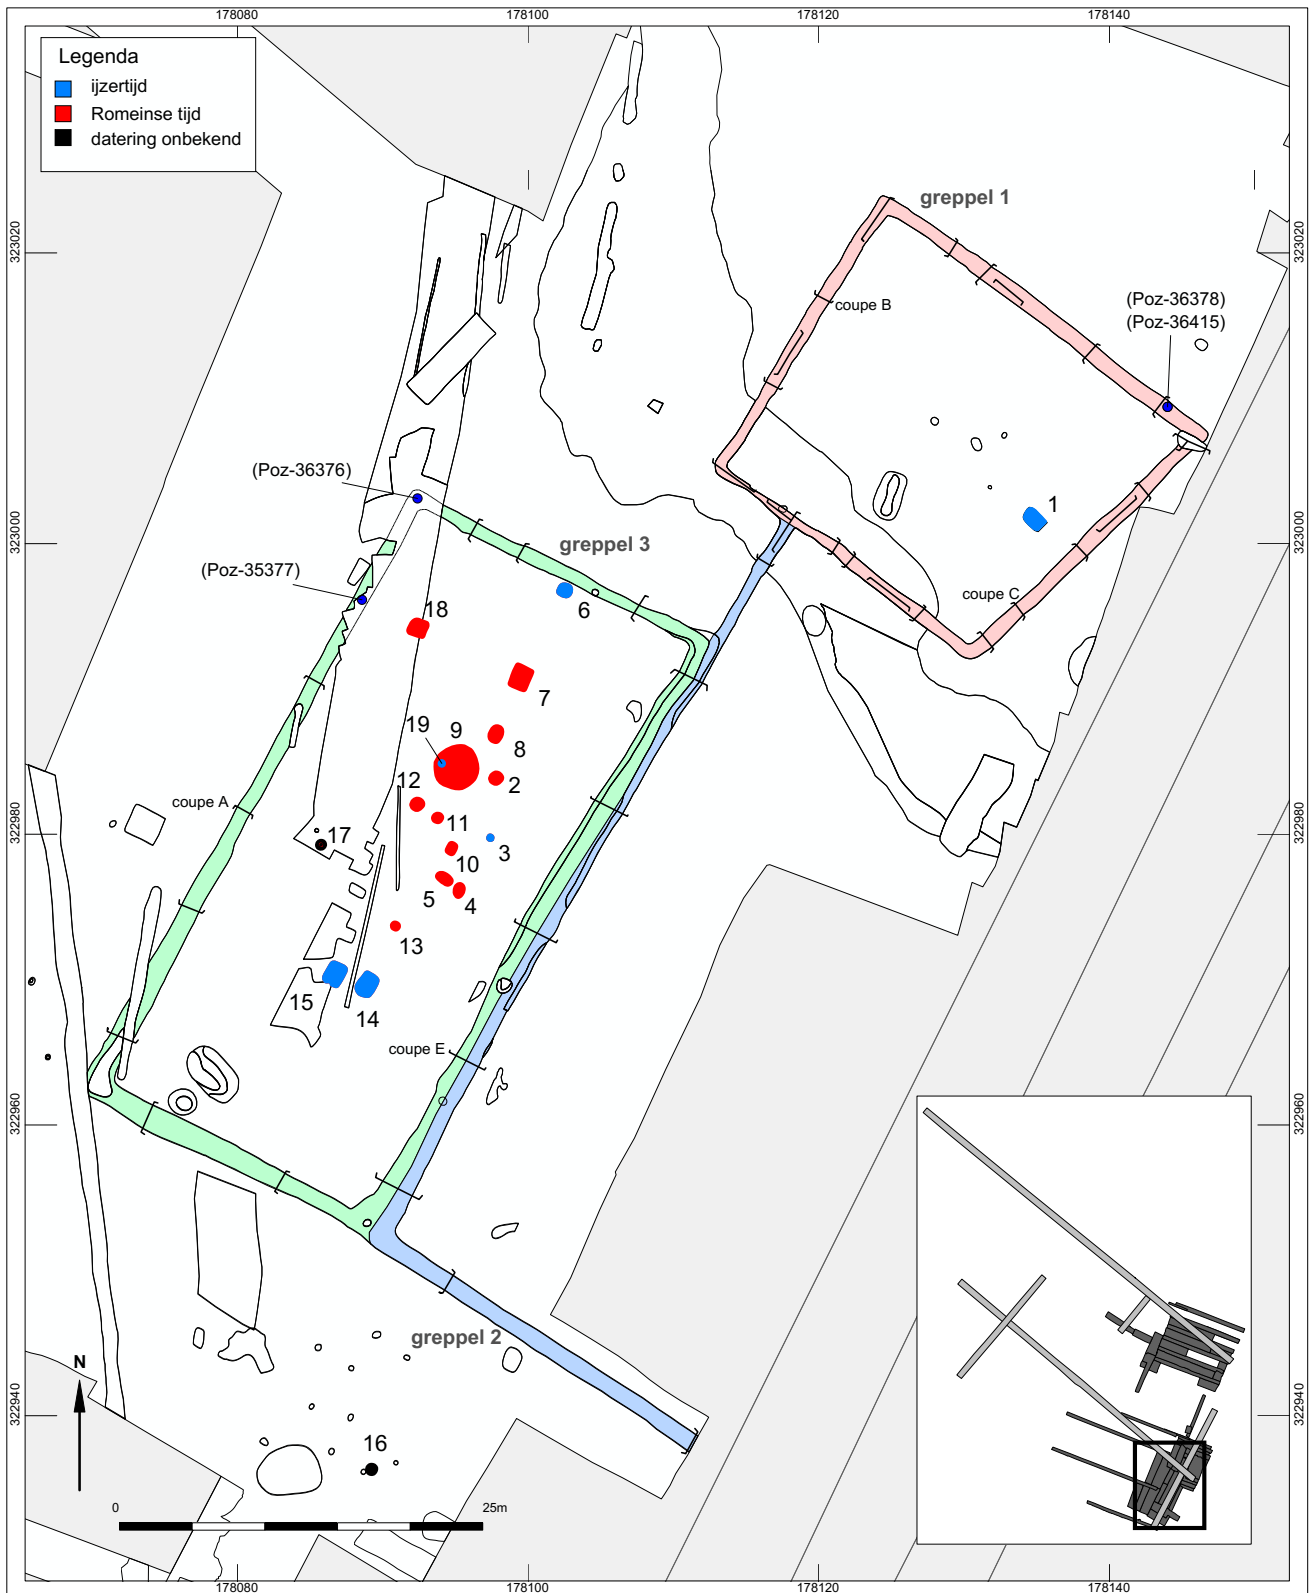 178080
178100
178120
178140
Legenda
ijzertijd
Romeinse tijd
datering onbekend
greppel 1
323020
323020
(Poz-36378)
(Poz-36415)
coupe B
(Poz-36376)
1
323000
greppel 3
323000
(Poz-35377)
coupe C
6
18
7
19
9
8
12
2
coupe A
11
17
3
322980
322980
10
5
4
13
15
14
coupe E
322960
322960
greppel 2
N
322940
322940
16
0
25m
178080
178100
178120
178140